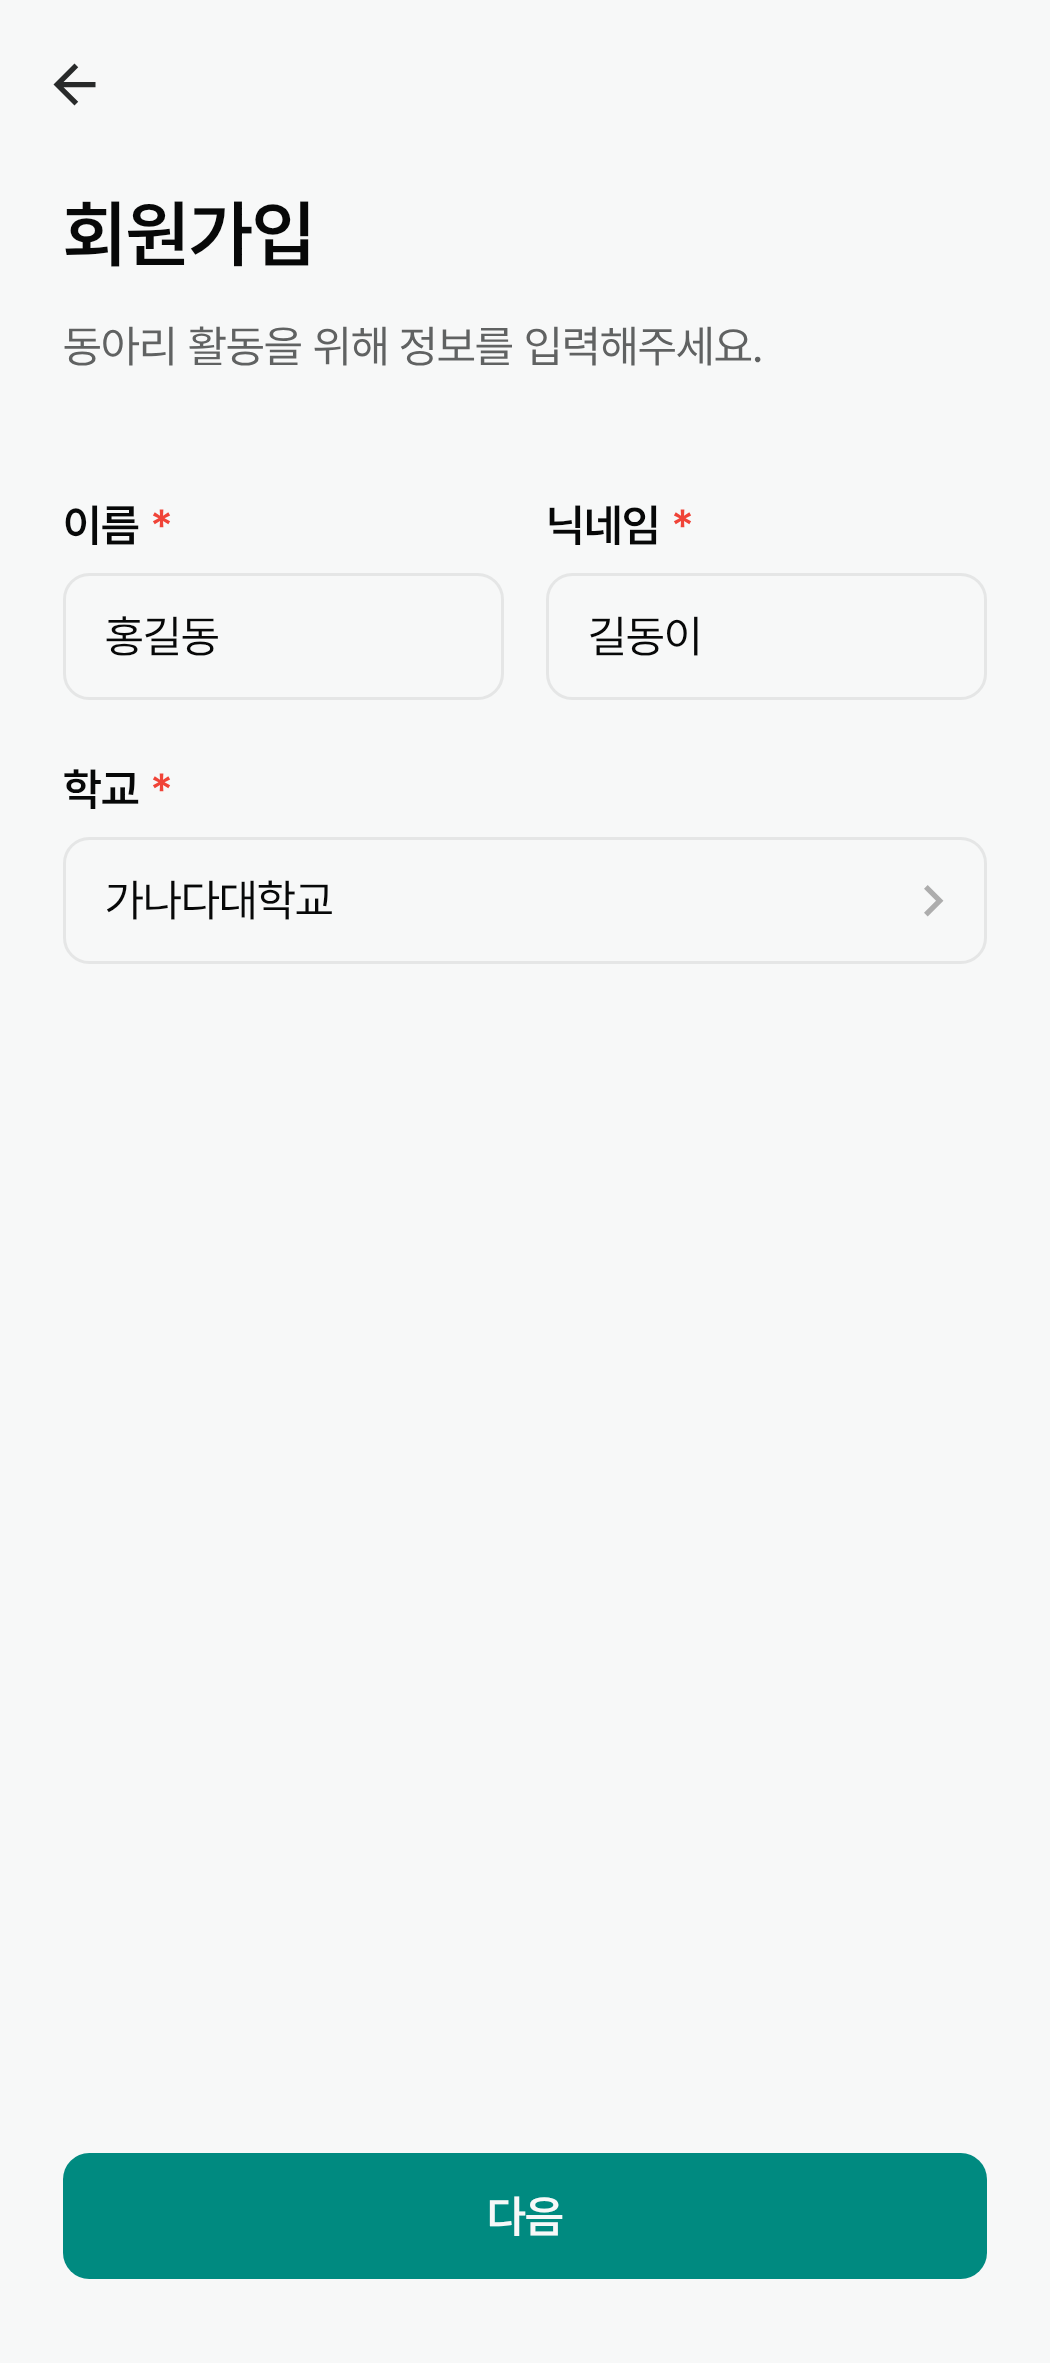 회원가입
동아리 활동을 위해 정보를 입력해주세요.
이름 * 닉네임 *
홍길동 길동이
학교 *
가나다대학교
다음